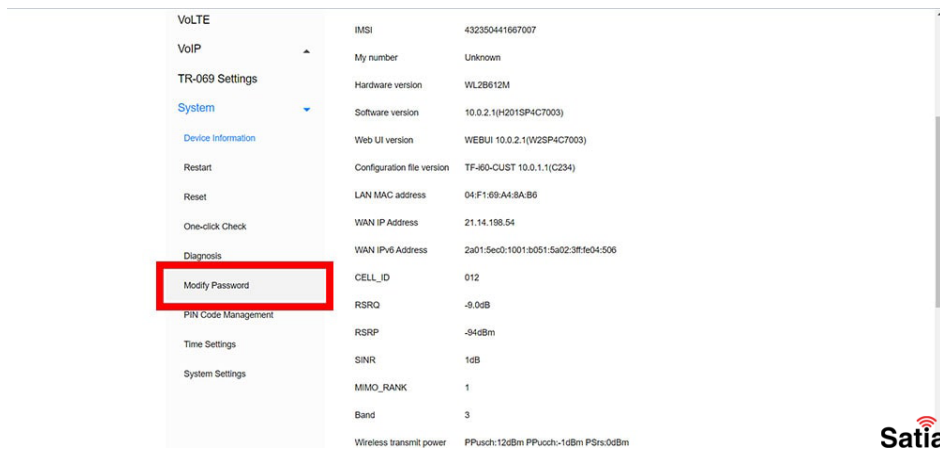 VoLTE
VoIP
TR-069 Settings
System
Device Information
Restart
Reset
One-click Check
Diagnosis
Modify Password
PIN Code Management
Time Settings
System Settings
IMSI 432350441667007
My number Unknown
Hardware version WL2B612M
Software version 10.0.2.1(H201SP4C7003)
Web UI version WEBUI 10.0.2.1(W2SP4C7003)
Configuration file version TF-i60-CUST 10.0.1.1(C234)
LAN MAC address 04:F1:69:A4:8A:B6
WAN IP Address 21.14.198.54
WAN IPv6 Address 2a01:5ec0:1001:b051:5a02:3ff:fe04:506
CELL_ID 012
RSRQ -9.0dB
RSRP -94dBm
SINR 1dB
MIMO_RANK 1
Band 3
Wireless transmit power PPusch:12dBm PPucch:-1dBm PSrs:0dBm
Satia